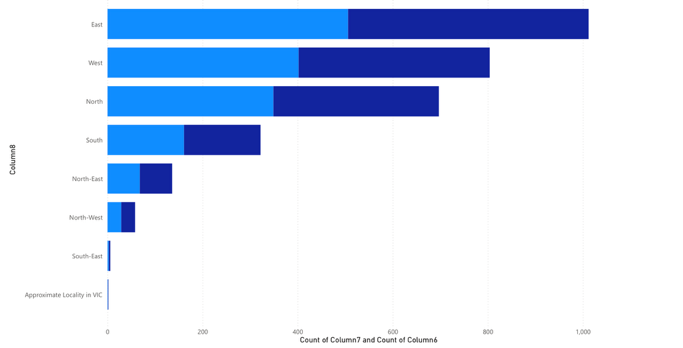 East
West
North
South
North-East
North-West
South-East
Approximate Locality in VIC
Column8
0 200 400 600 800 1,000
Count of Column7 and Count of Column6